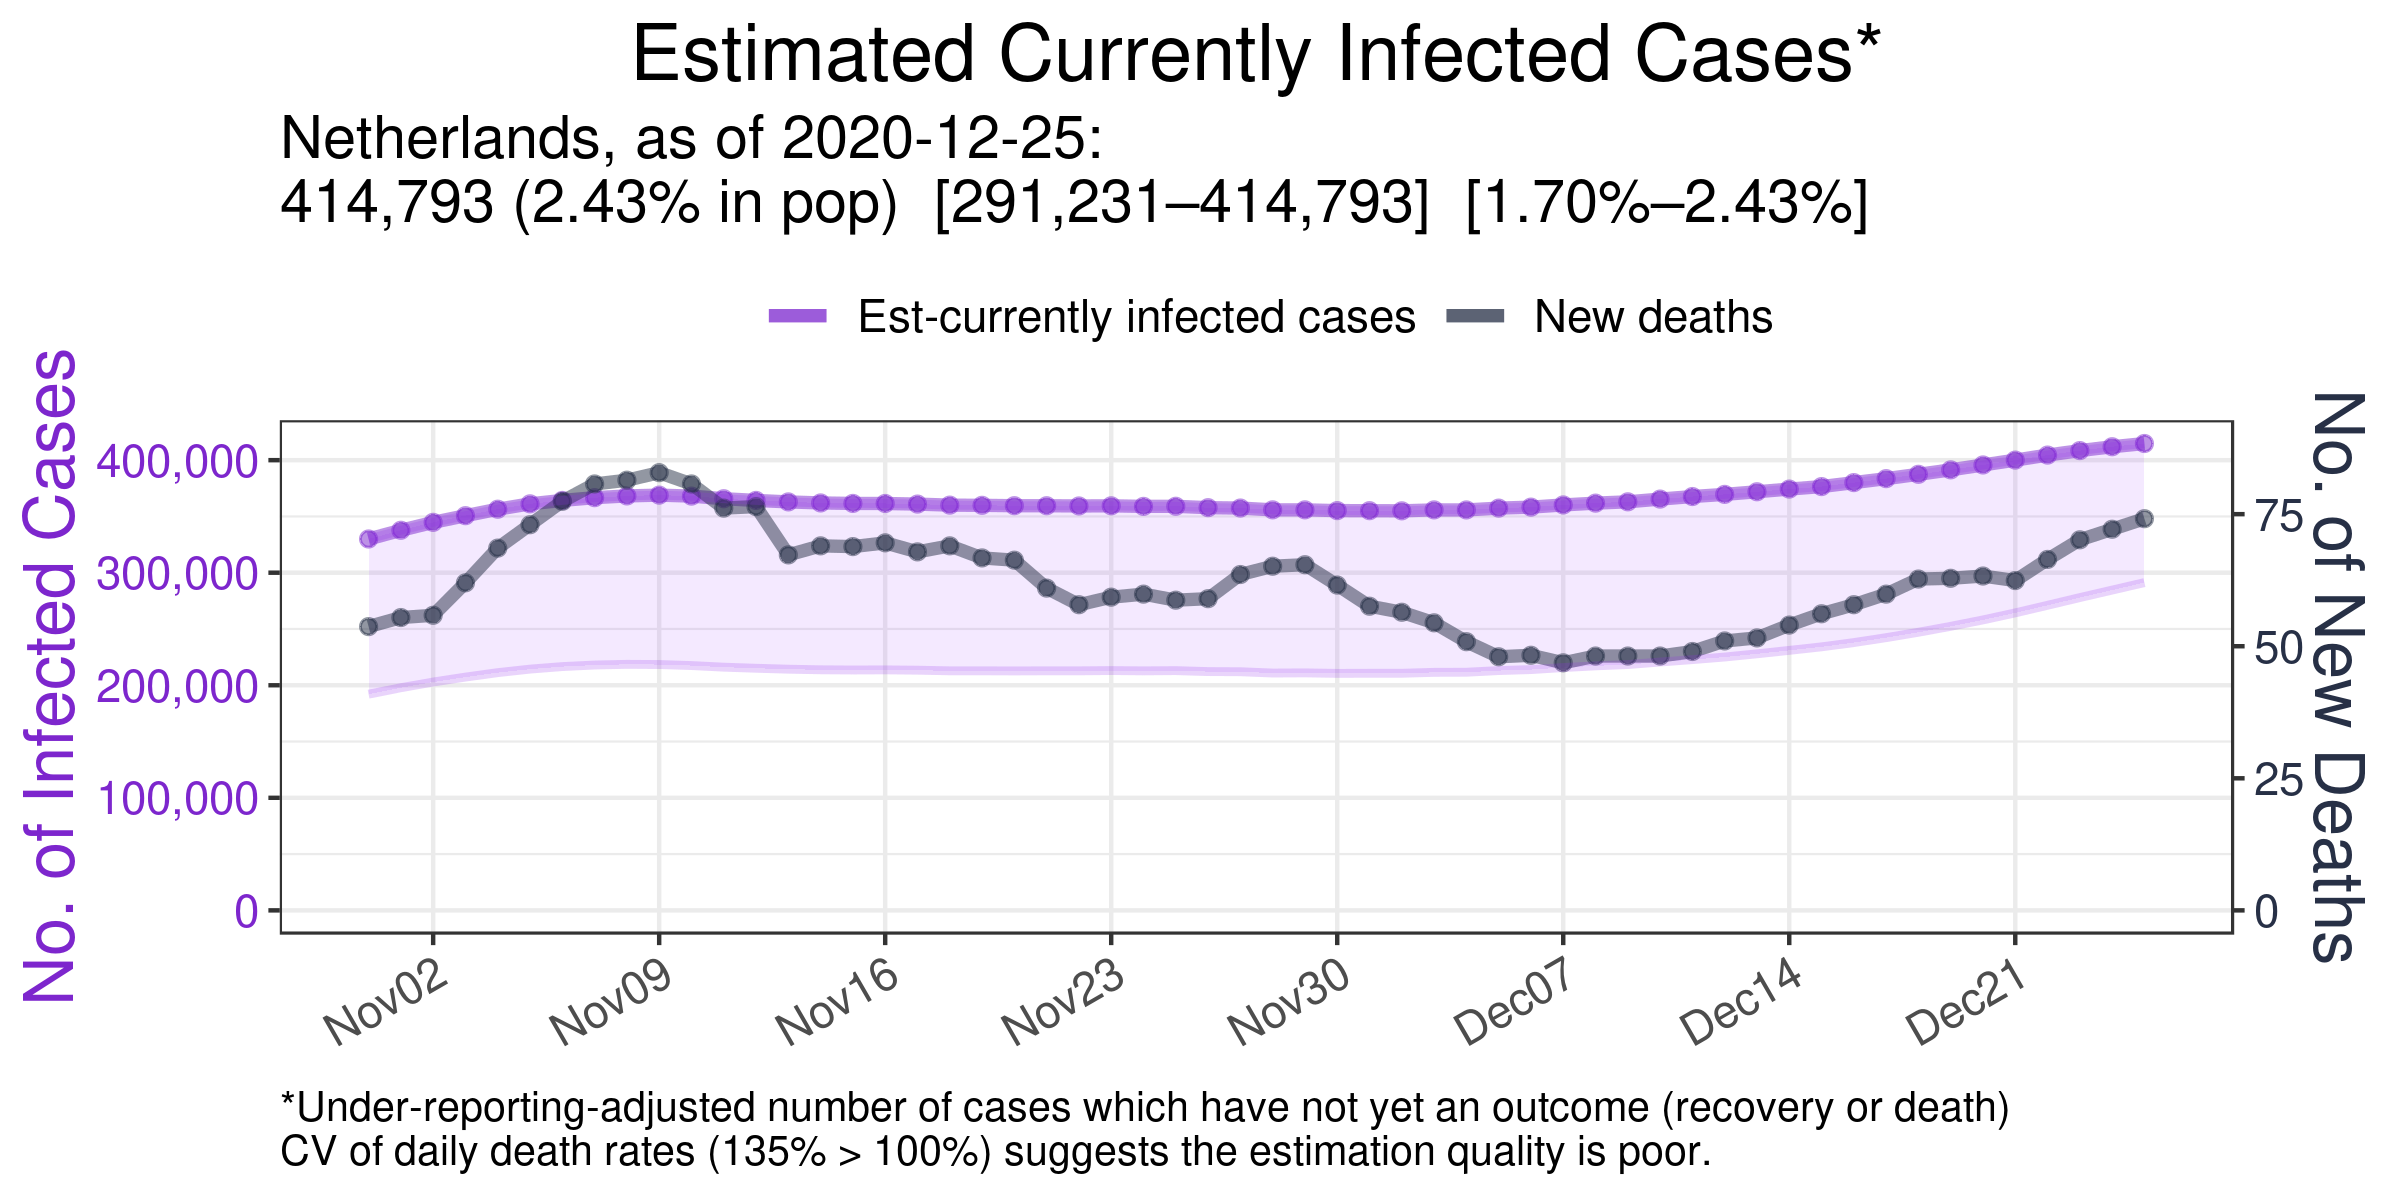 Estimated Currently Infected Cases*
Netherlands, as of 2020-12-25:
414,793 (2.43% in pop)  [291,231–414,793]  [1.70%–2.43%]
Est-currently infected cases
New deaths
No. of Infected Cases
400,000
300,000
200,000
100,000
0
75
50
25
0
No. of New Deaths
Nov02
Nov09
Nov16
Nov23
Nov30
Dec07
Dec14
Dec21
*Under-reporting-adjusted number of cases which have not yet an outcome (recovery or death)
CV of daily death rates (135% > 100%) suggests the estimation quality is poor.